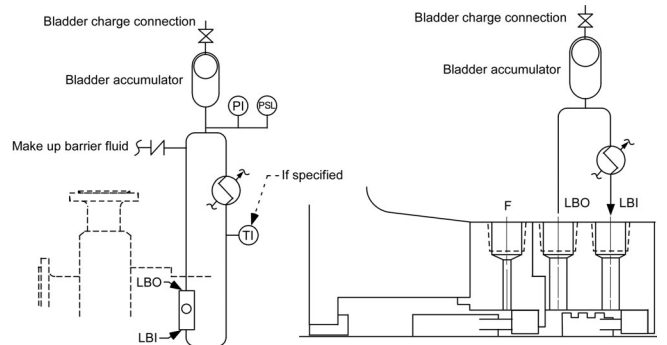 Bladder charge connection
Bladder accumulator
PI
PSL
Make up barrier fluid
If specified
TI
LBO
LBI
Bladder charge connection
Bladder accumulator
F
LBO
LBI